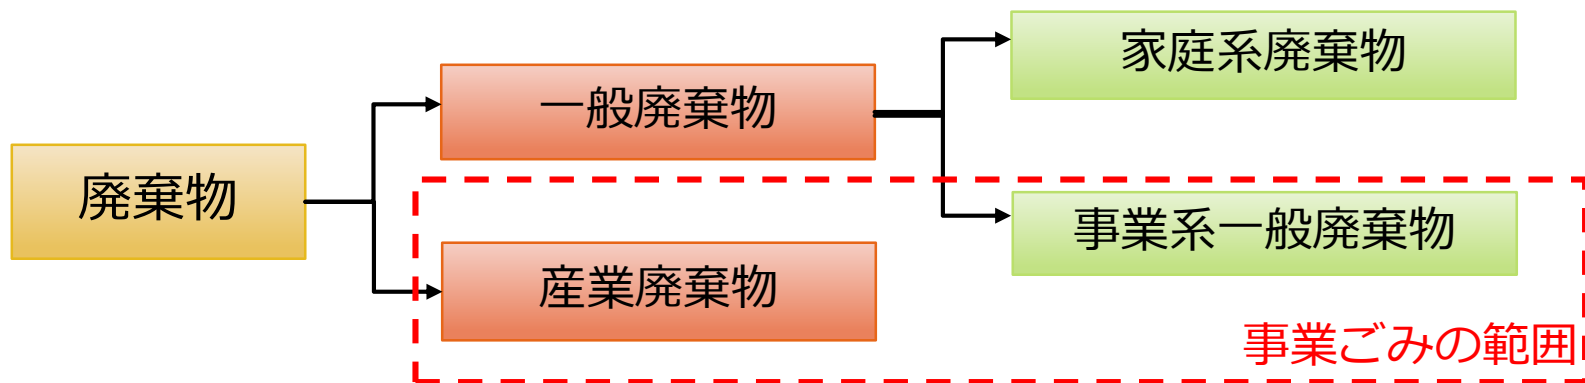 家庭系廃棄物
一般廃棄物
廃棄物
事業系一般廃棄物
産業廃棄物
事業ごみの範囲